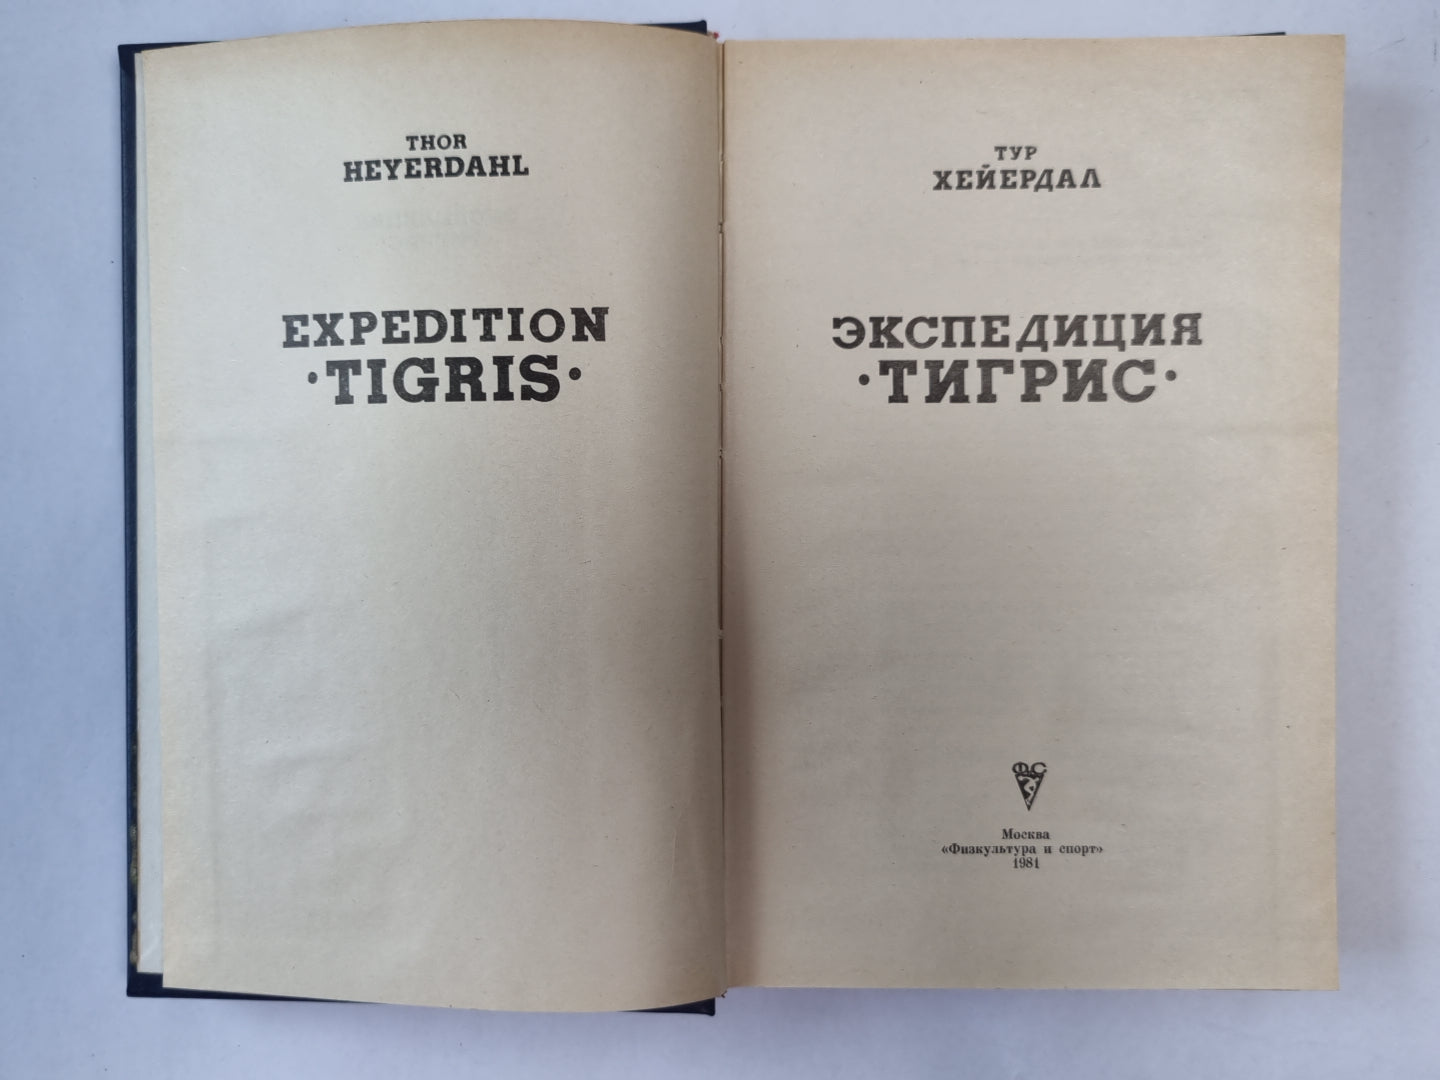 THOR
HEYERDAHL
EXPEDITION
·TIGRIS·
ТУР
ХЕЙЕРДАЛ
ЭКСПЕДИЦИЯ
·ТИГРИС·
ФС
Москва
«Физкультура и спорт»
1981